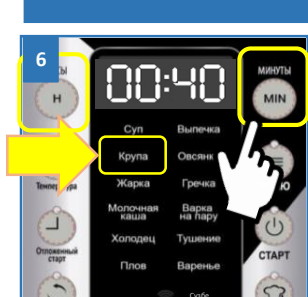 6
00:40
МИНУТЫ
H
MIN
Суп Выпечка
Крупа
Жарка Гречка
Молочная каша Варка на пару
Отложенный старт
Холодец Тушение
СТАРТ
Плов Варенье